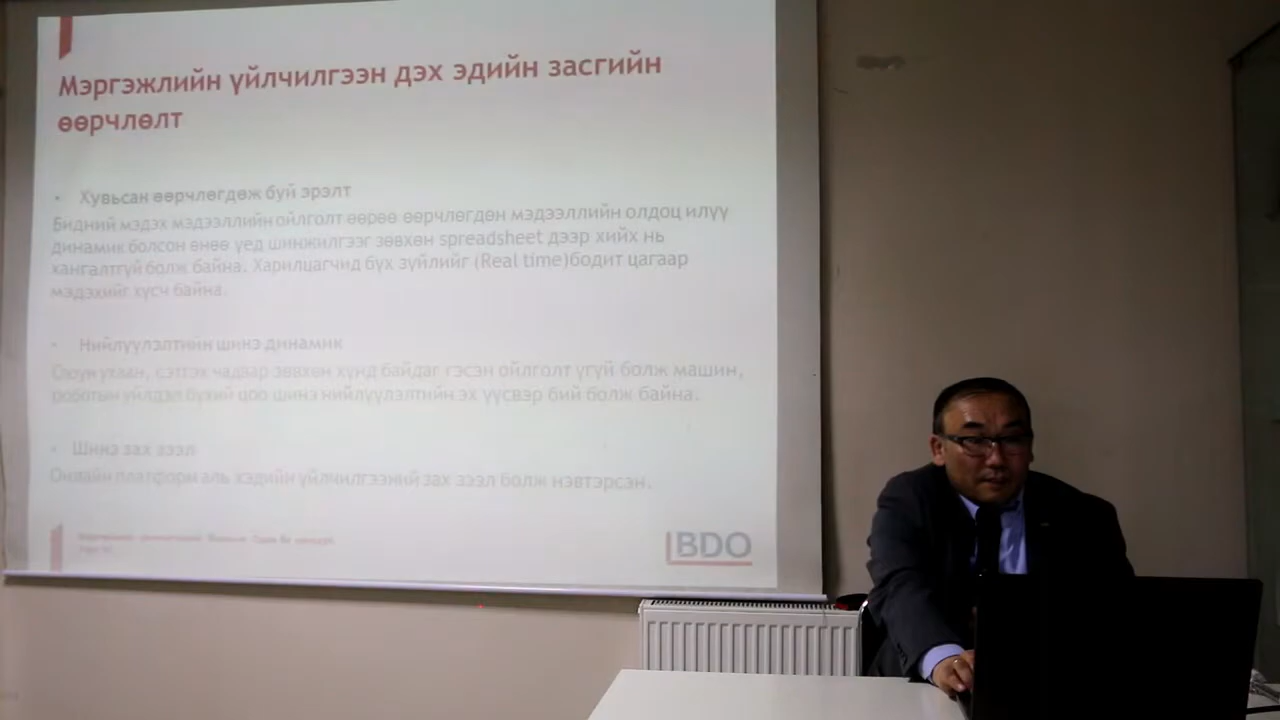 Мэргэжлийн үйлчилгээн дэх эдийн засгийн
өөрчлөлт
• Хувьсан өөрчлөгдөж буй эрэлт
Бидний мэдэх мэдээллийн ойлголт өөрөө өөрчлөгдөн мэдээллийн олдоц илүү
динамик болсон өнөө үед шинжилгээг зөвхөн spreadsheet дээр хийх нь
хангалтгүй болж байна. Харилцагчид бүх зүйлийг (Real time)бодит цагаар
мэдэхийг хүсч байна.
• Нийлүүлэлтийн шинэ динамик
Оюун ухаан, сэтгэх чадвар зөвхөн хүнд байдаг гэсэн ойлголт үгүй болж машин,
роботын үйлдэл бүхий цоо шинэ нийлүүлэлтийн эх үүсвэр бий болж байна.
• Шинэ зах зээл
Онлайн платформ аль хэдийн үйлчилгээний зах зээл болж нэвтэрсэн.
BDO